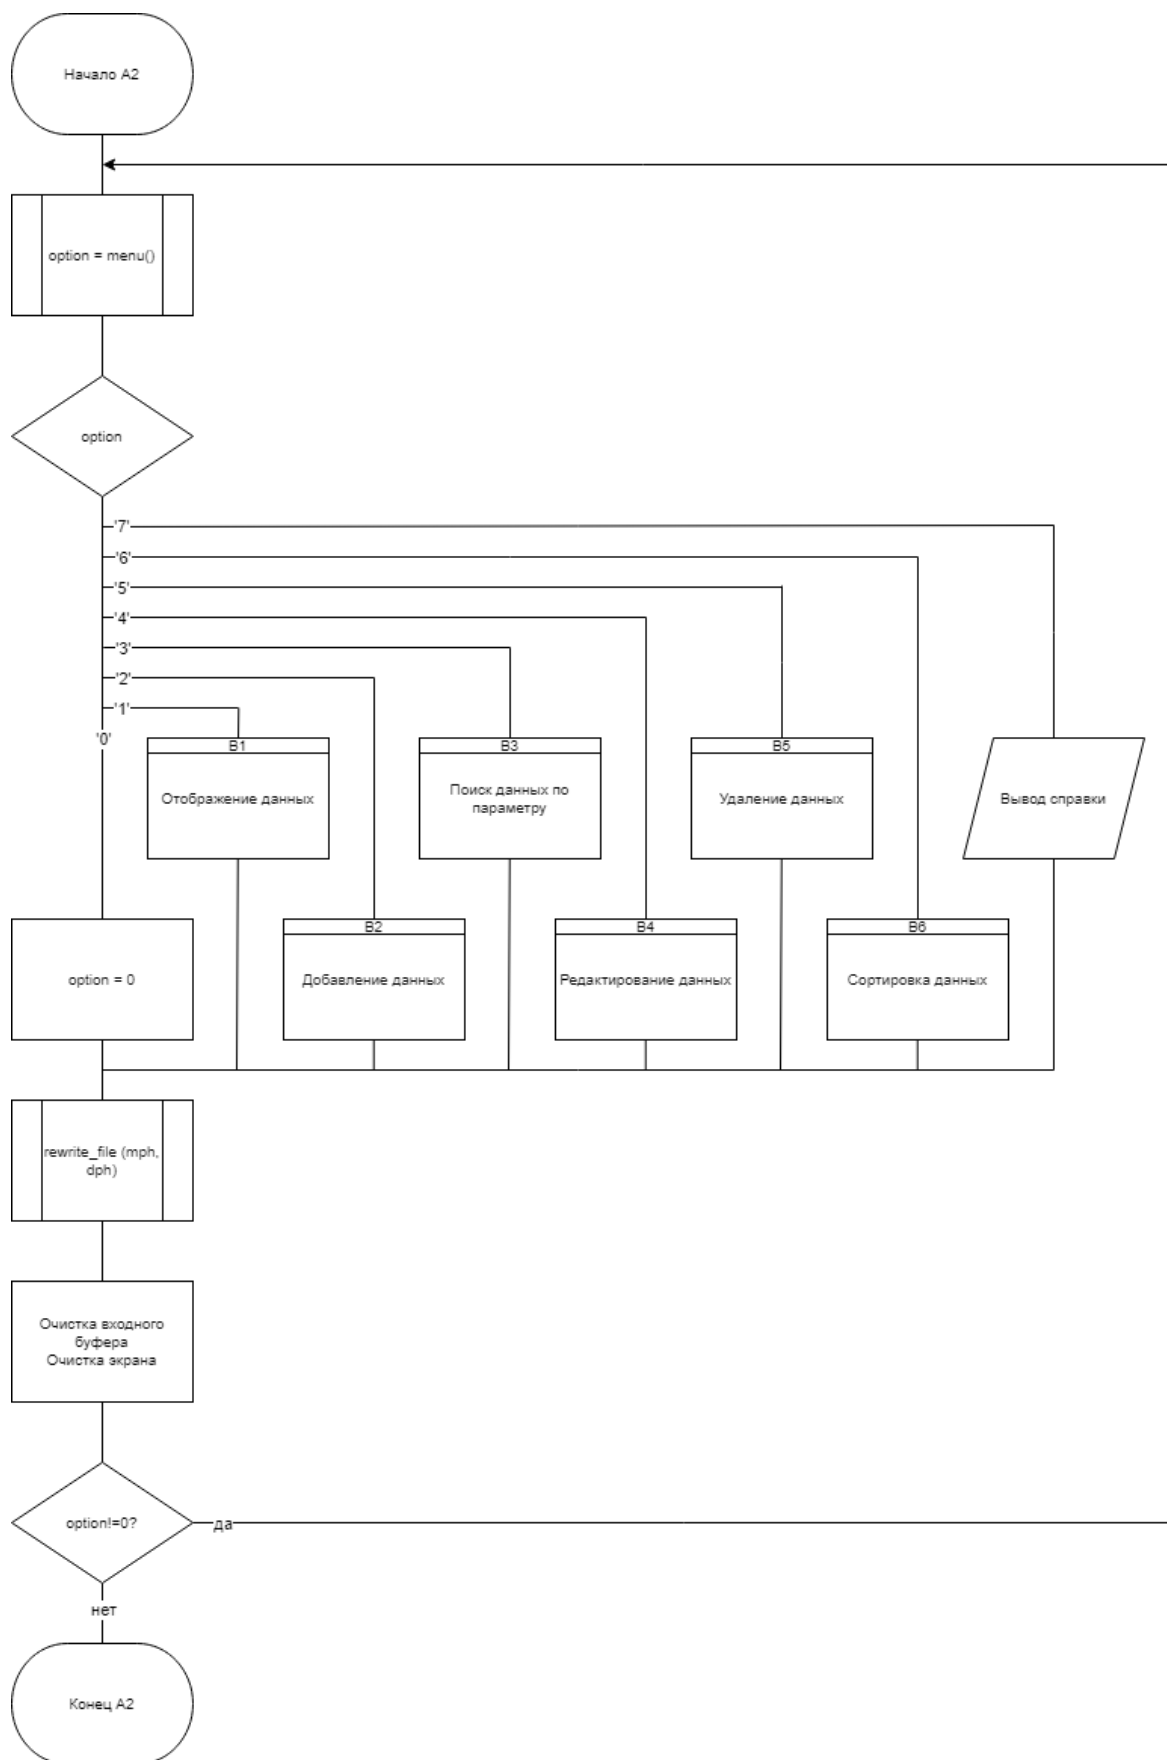 Начало A2
option = menu()
option
'7'
'6'
'5'
'4'
'3'
'2'
'1'
'0'
B1
Отображение данных
B3
Поиск данных по
параметру
B5
Удаление данных
Вывод справки
option = 0
B2
Добавление данных
B4
Редактирование данных
B6
Сортировка данных
rewrite_file (mph,
dph)
Очистка входного
буфера
Очистка экрана
option!=0?
да
нет
Конец A2